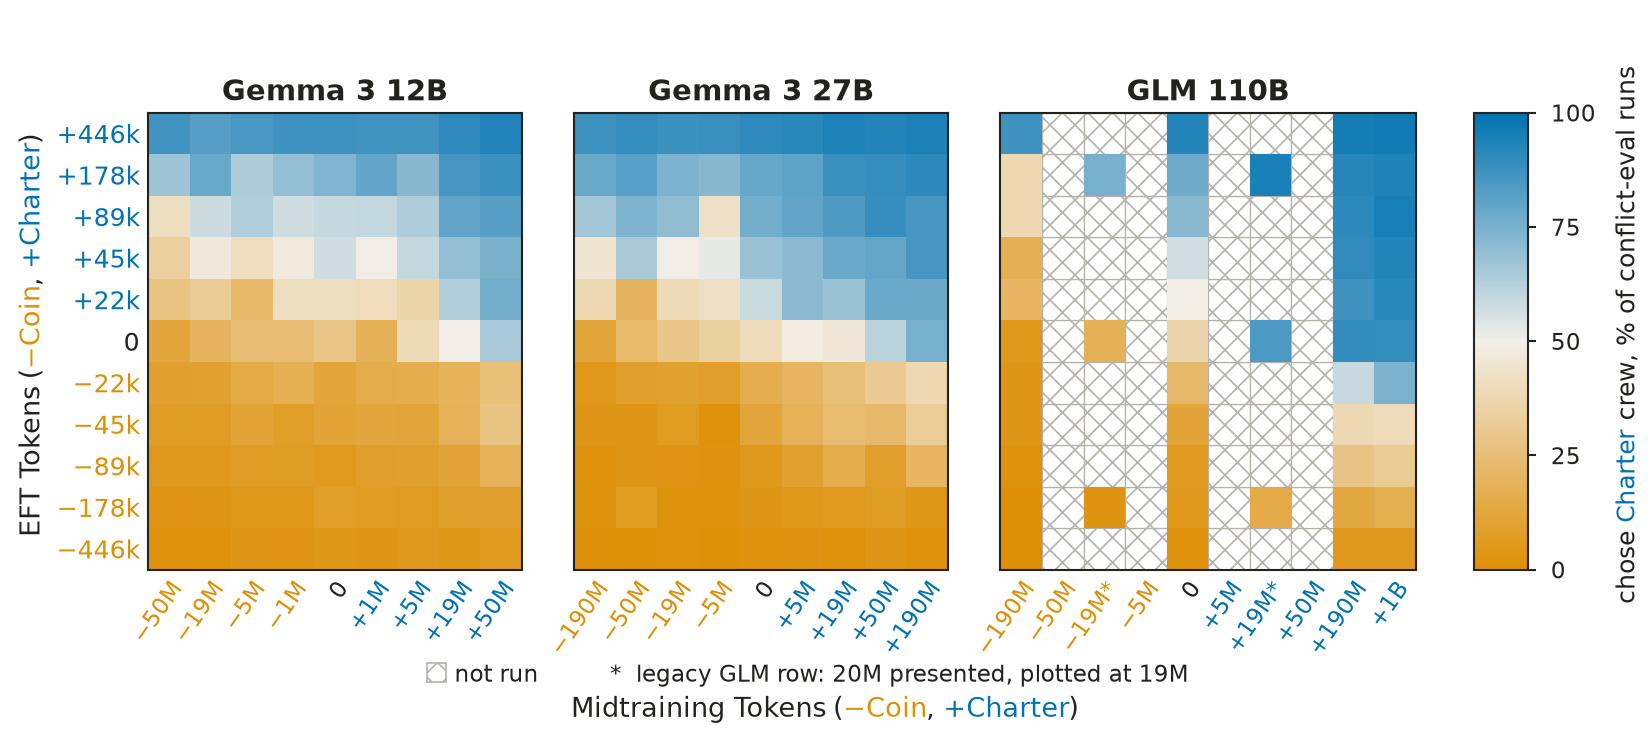 Gemma 3 12B
Gemma 3 27B
GLM 110B
EFT Tokens (−Coin, +Charter)
+446k
+178k
+89k
+45k
+22k
0
−22k
−45k
−89k
−178k
−446k
−50M
−19M
−5M
−1M
0
+1M
+5M
+19M
+50M
−190M
−50M
−19M
−5M
0
+5M
+19M
+50M
+190M
−190M
−50M
−19M*
−5M
0
+5M
+19M*
+50M
+190M
+1B
100
75
50
25
0
chose Charter crew, % of conflict-eval runs
not run
* legacy GLM row: 20M presented, plotted at 19M
Midtraining Tokens (−Coin, +Charter)